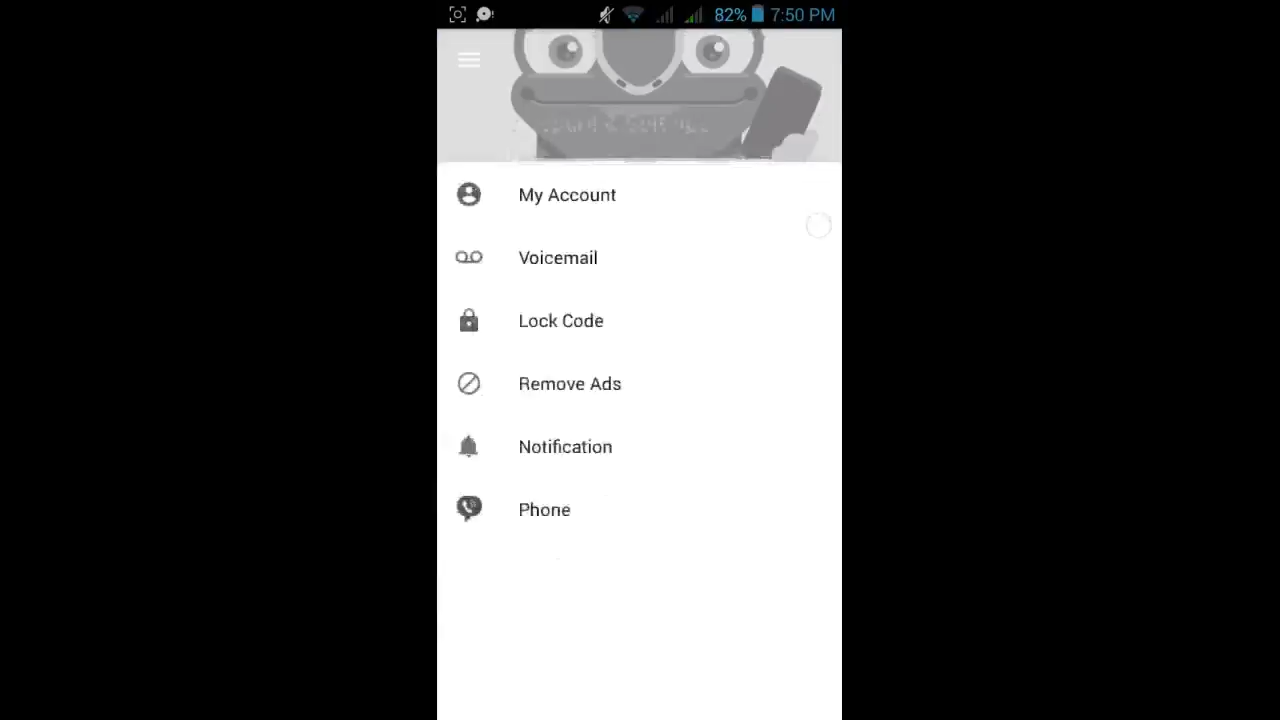 82% 7:50 PM
My Account
Voicemail
Lock Code
Remove Ads
Notification
Phone